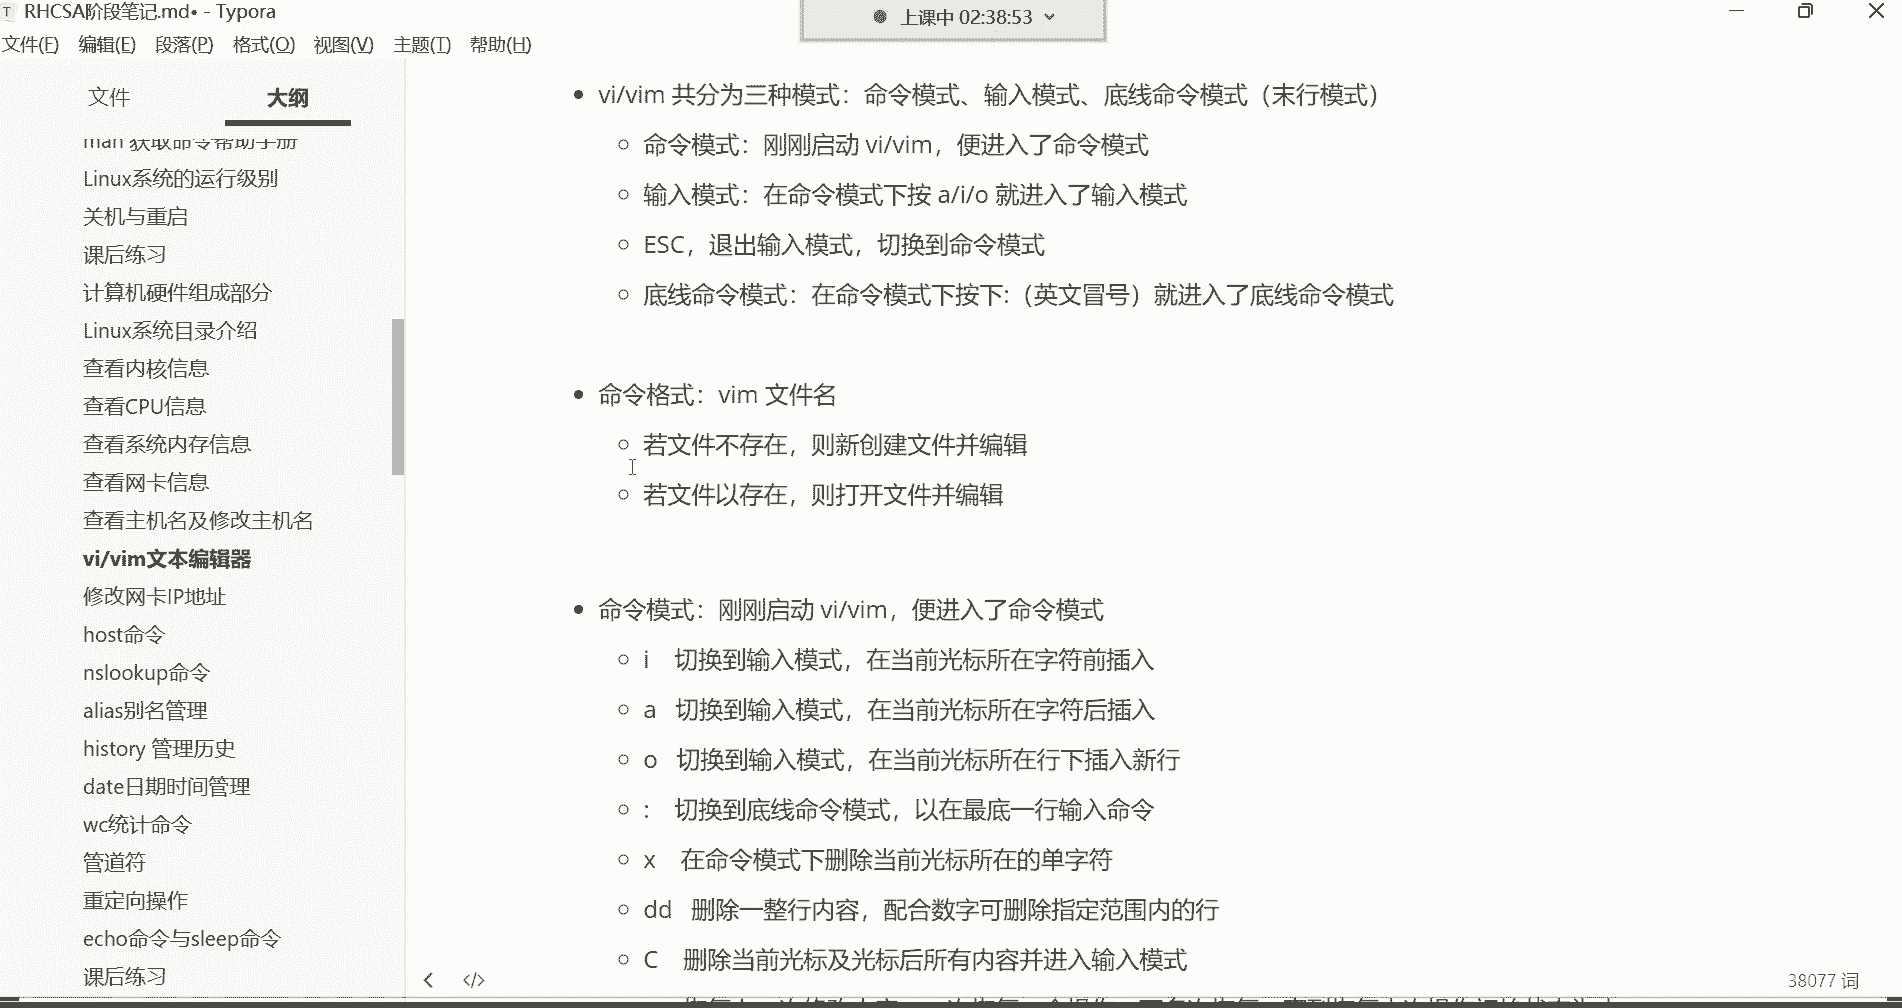 RHCSA阶段笔记.md• - Typora
上课中 02:38:53
文件(F) 编辑(E) 段落(P) 格式(O) 视图(V) 主题(T) 帮助(H)
文件 大纲
man 获取命令帮助手册
Linux系统的运行级别
关机与重启
课后练习
计算机硬件组成部分
Linux系统目录介绍
查看内核信息
查看CPU信息
查看系统内存信息
查看网卡信息
查看主机名及修改主机名
vi/vim文本编辑器
修改网卡IP地址
host命令
nslookup命令
alias别名管理
history 管理历史
date日期时间管理
wc统计命令
管道符
重定向操作
echo命令与sleep命令
课后练习
• vi/vim 共分为三种模式：命令模式、输入模式、底线命令模式（末行模式）
○ 命令模式：刚刚启动 vi/vim，便进入了命令模式
○ 输入模式：在命令模式下按 a/i/o 就进入了输入模式
○ ESC，退出输入模式，切换到命令模式
○ 底线命令模式：在命令模式下按下:（英文冒号）就进入了底线命令模式
• 命令格式：vim 文件名
○ 若文件不存在，则新创建文件并编辑
○ 若文件以存在，则打开文件并编辑
• 命令模式：刚刚启动 vi/vim，便进入了命令模式
○ i 切换到输入模式，在当前光标所在字符前插入
○ a 切换到输入模式，在当前光标所在字符后插入
○ o 切换到输入模式，在当前光标所在行下插入新行
○ : 切换到底线命令模式，以在最底一行输入命令
○ x 在命令模式下删除当前光标所在的单字符
○ dd 删除一整行内容，配合数字可删除指定范围内的行
○ C 删除当前光标及光标后所有内容并进入输入模式
38077 词